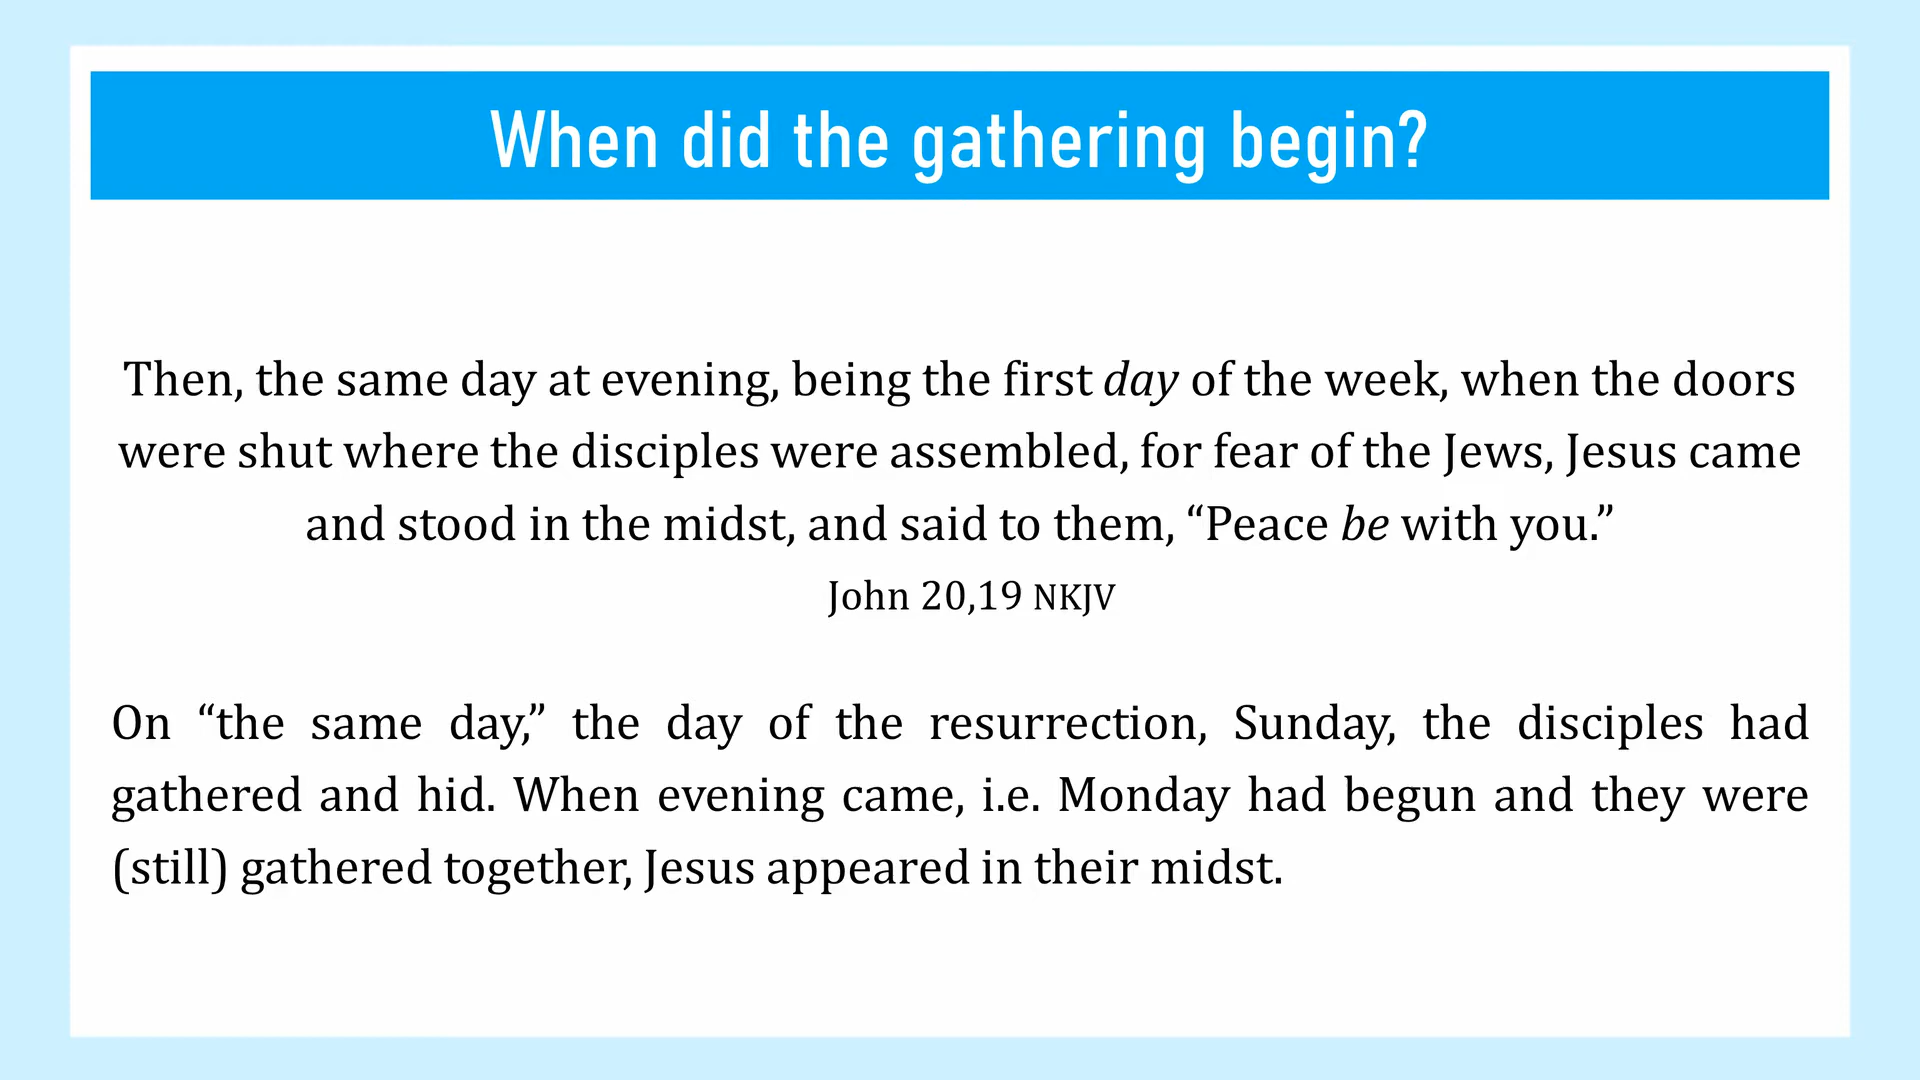 When did the gathering begin?
Then, the same day at evening, being the first day of the week, when the doors
were shut where the disciples were assembled, for fear of the Jews, Jesus came
and stood in the midst, and said to them, “Peace be with you.”
John 20,19 NKJV
On “the same day,” the day of the resurrection, Sunday, the disciples had
gathered and hid. When evening came, i.e. Monday had begun and they were
(still) gathered together, Jesus appeared in their midst.